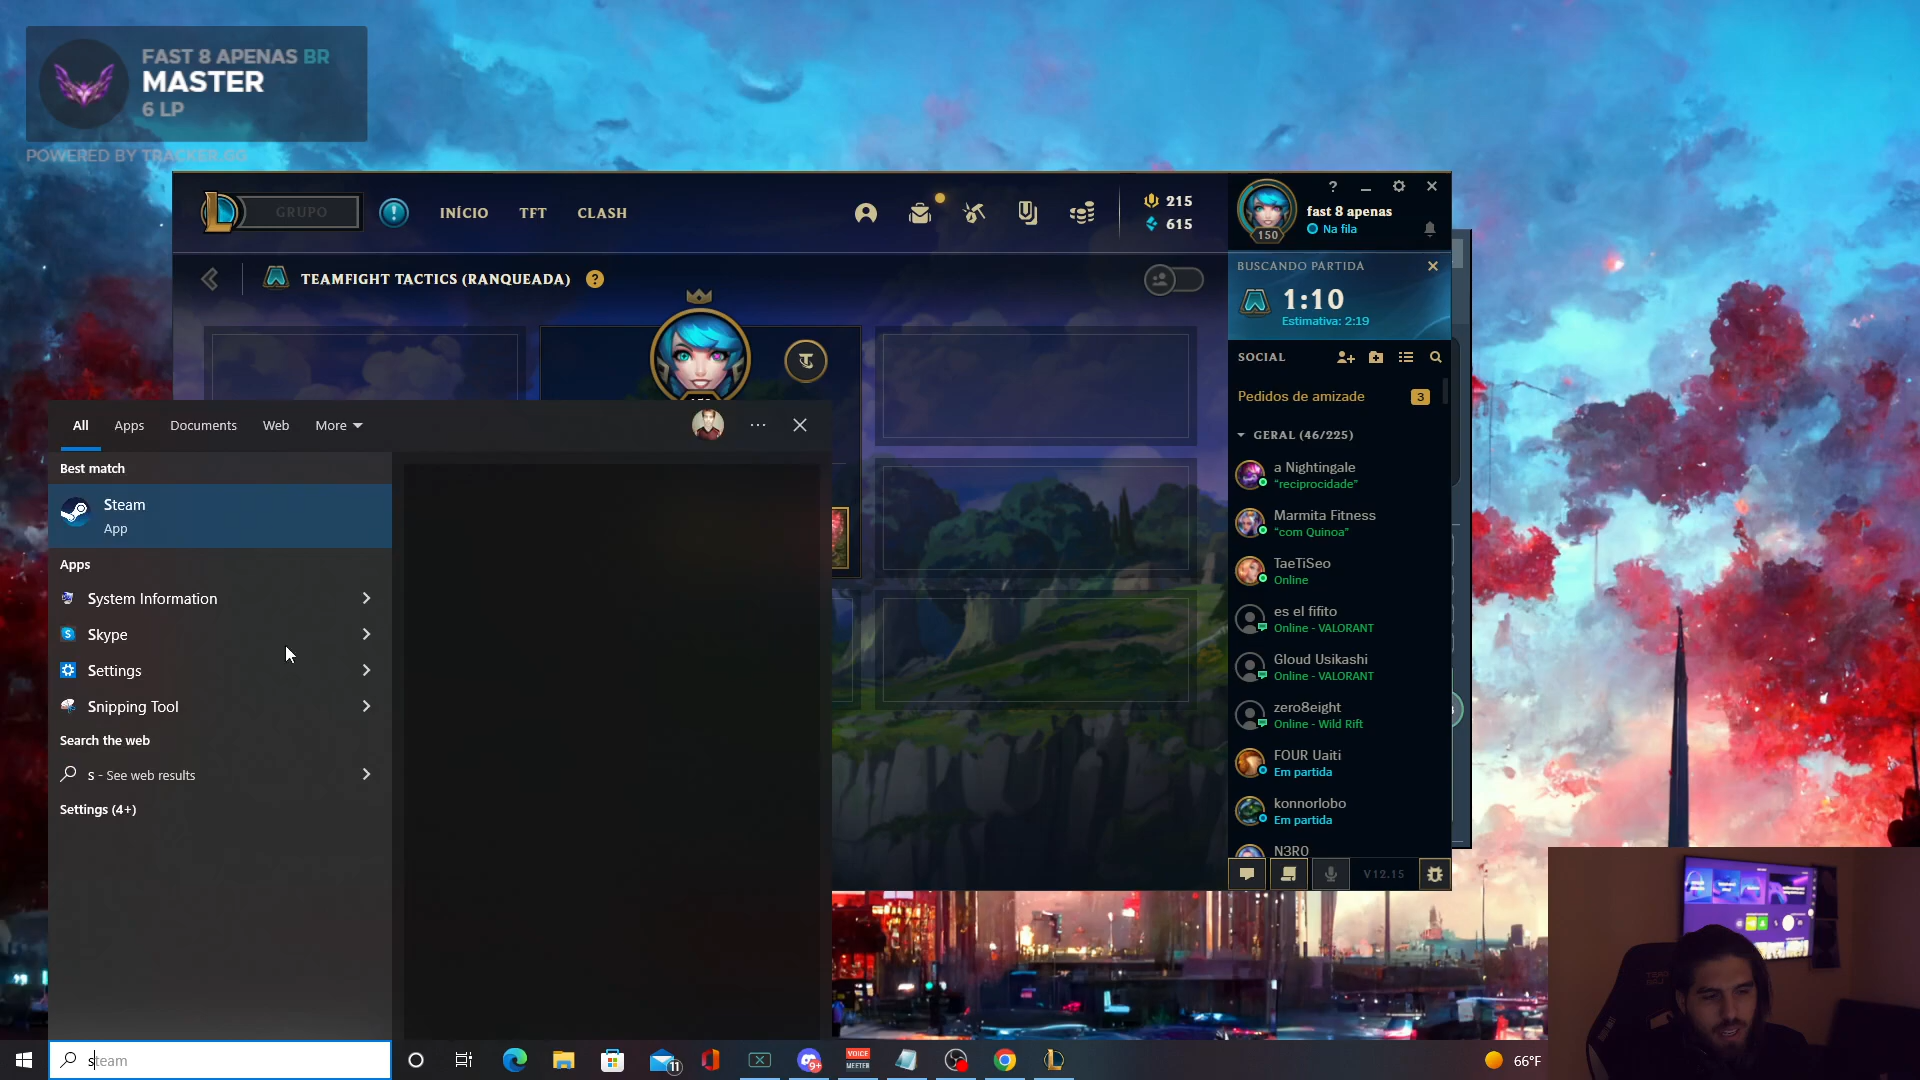 FAST 8 APENAS BR
MASTER
6 LP
POWERED BY TRACKER.GG
GRUPO
INÍCIO
TFT
CLASH
215
615
150
fast 8 apenas
Na fila
TEAMFIGHT TACTICS (RANQUEADA)
BUSCANDO PARTIDA
1:10
Estimativa: 2:19
SOCIAL
Pedidos de amizade
3
GERAL (46/225)
a Nightingale
“reciprocidade”
Marmita Fitness
“com Quinoa”
TaeTiSeo
Online
es el fifito
Online - VALORANT
Gloud Usikashi
Online - VALORANT
zero8eight
Online - Wild Rift
FOUR Uaiti
Em partida
konnorlobo
Em partida
N3R0
V12.15
All
Apps
Documents
Web
More
Best match
Steam
App
Apps
System Information
Skype
Settings
Snipping Tool
Search the web
s - See web results
Settings (4+)
steam
11
9+
VOICE
MEETER
66°F